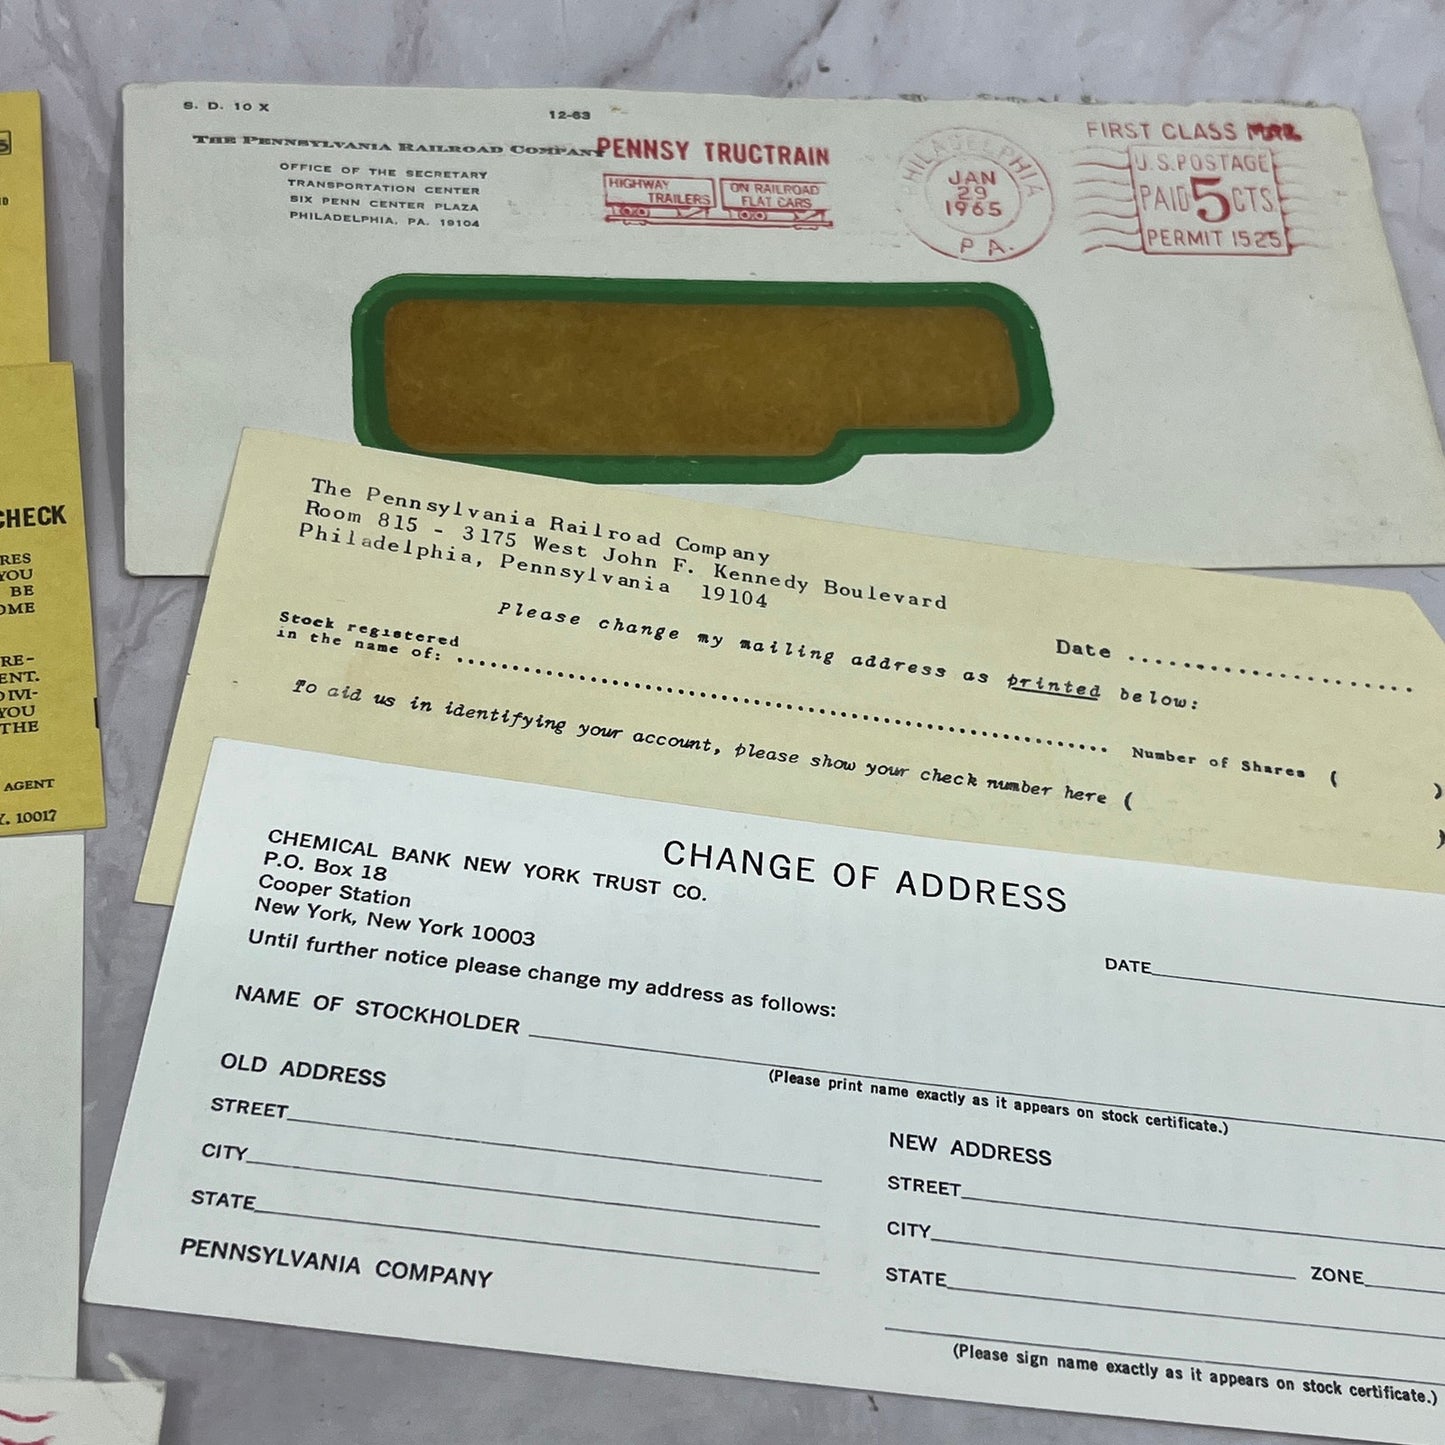 S. D. 10 X
12-63
THE PENNSYLVANIA RAILROAD COMPANY
OFFICE OF THE SECRETARY
TRANSPORTATION CENTER
SIX PENN CENTER PLAZA
PHILADELPHIA, PA. 19104
PENNSY TRUCTRAIN
HIGHWAY
TRAILERS
ON RAILROAD
FLAT CARS
PHILADELPHIA
JAN
29
1965
PA.
FIRST CLASS MAIL
U.S. POSTAGE
PAID 5 CTS.
PERMIT 1525
CHECK
RES
YOU
BE
OME
RE-
ENT.
DIVI-
YOU
THE
AGENT
Y. 10017
The Pennsylvania Railroad Company
Room 815 - 3175 West John F. Kennedy Boulevard
Philadelphia, Pennsylvania 19104
Date ....................
Please change my mailing address as printed below:
Stock registered
in the name of: ............................................................ Number of Shares ( )
To aid us in identifying your account, please show your check number here ( )
CHEMICAL BANK NEW YORK TRUST CO.
P.O. Box 18
Cooper Station
New York, New York 10003
CHANGE OF ADDRESS
Until further notice please change my address as follows:
DATE
NAME OF STOCKHOLDER
(Please print name exactly as it appears on stock certificate.)
OLD ADDRESS
STREET
CITY
STATE
PENNSYLVANIA COMPANY
NEW ADDRESS
STREET
CITY ZONE
STATE
(Please sign name exactly as it appears on stock certificate.)